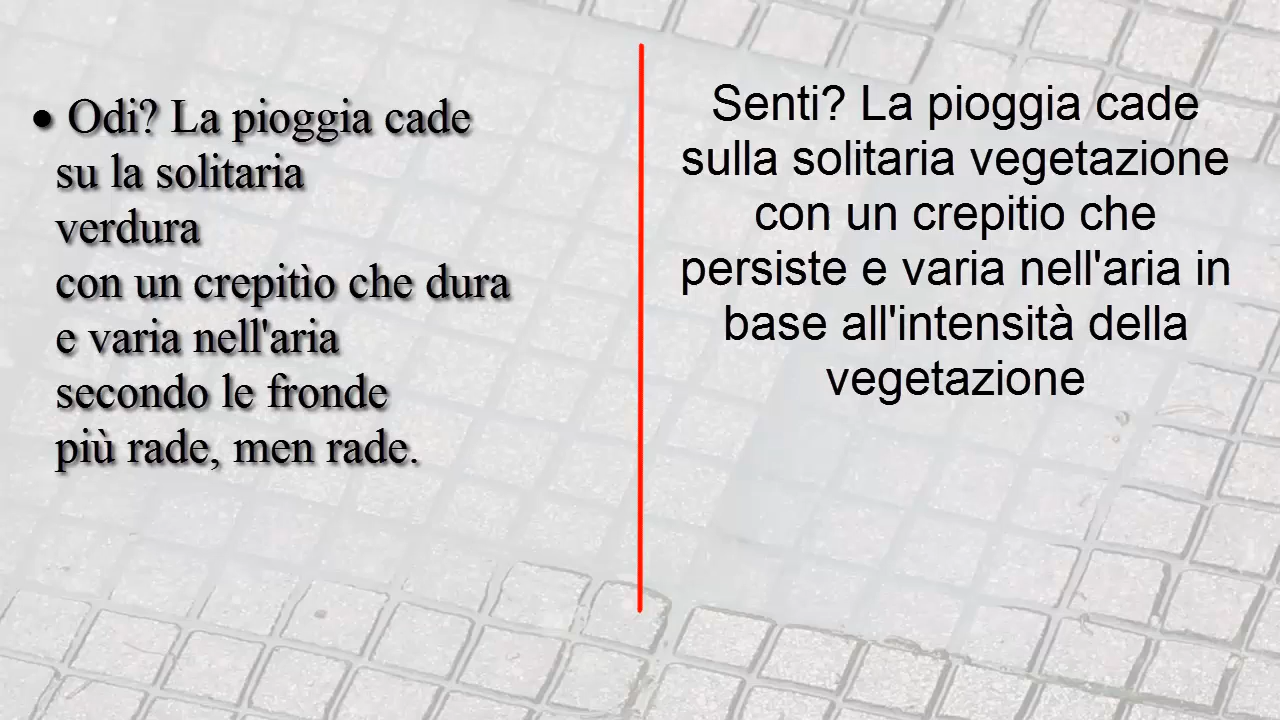 • Odi? La pioggia cade
su la solitaria
verdura
con un crepitìo che dura
e varia nell'aria
secondo le fronde
più rade, men rade.
Senti? La pioggia cade
sulla solitaria vegetazione
con un crepitio che
persiste e varia nell'aria in
base all'intensità della
vegetazione